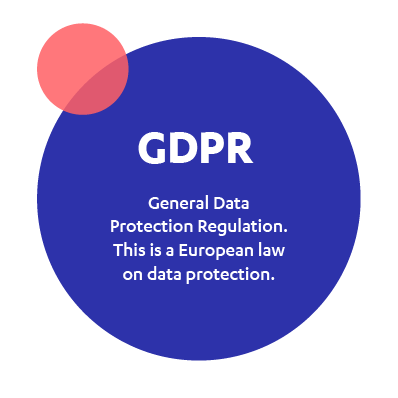 GDPR
General Data
Protection Regulation.
This is a European law
on data protection.